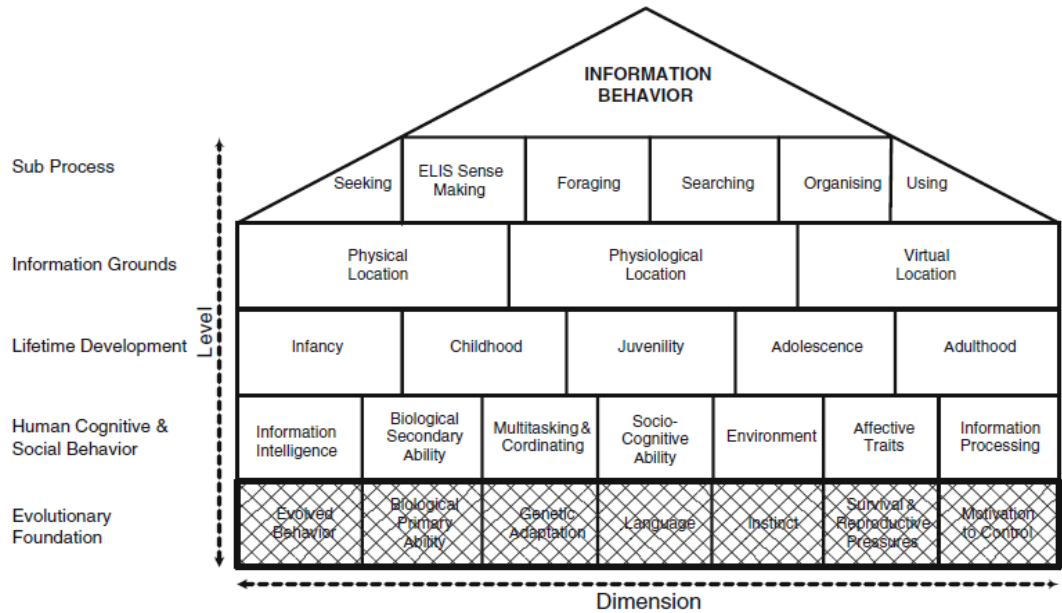 INFORMATION
BEHAVIOR
Sub Process
Seeking
ELIS Sense
Making
Foraging
Searching
Organising
Using
Information Grounds
Physical
Location
Physiological
Location
Virtual
Location
Level
Lifetime Development
Infancy
Childhood
Juvenility
Adolescence
Adulthood
Human Cognitive &
Social Behavior
Information
Intelligence
Biological
Secondary
Ability
Multitasking &
Cordinating
Socio-
Cognitive
Ability
Environment
Affective
Traits
Information
Processing
Evolutionary
Foundation
Evolved
Behavior
Biological
Primary
Ability
Genetic
Adaptation
Language
Instinct
Survival &
Reproductive
Pressures
Motivation
to Control
Dimension